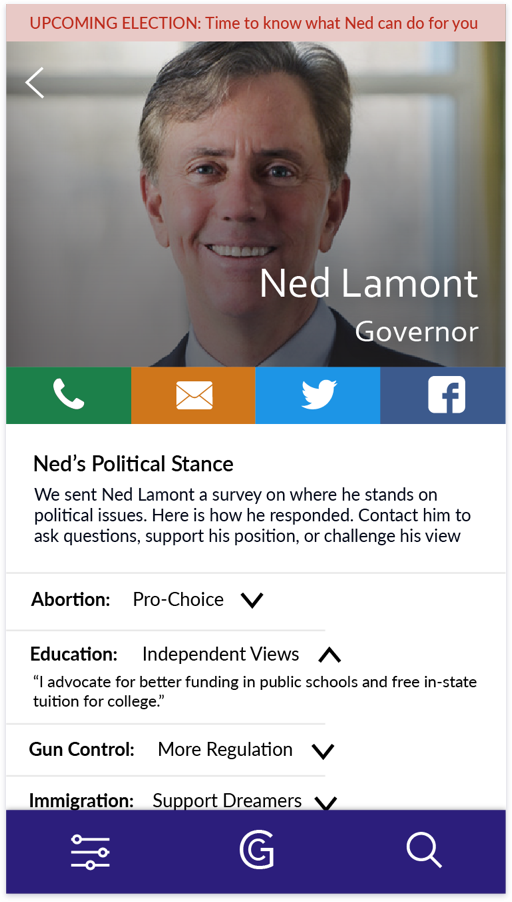 UPCOMING ELECTION: Time to know what Ned can do for you
Ned Lamont
Governor
Ned’s Political Stance
We sent Ned Lamont a survey on where he stands on
political issues. Here is how he responded. Contact him to
ask questions, support his position, or challenge his view
Abortion: Pro-Choice
Education: Independent Views
“I advocate for better funding in public schools and free in-state
tuition for college.”
Gun Control: More Regulation
Immigration: Support Dreamers